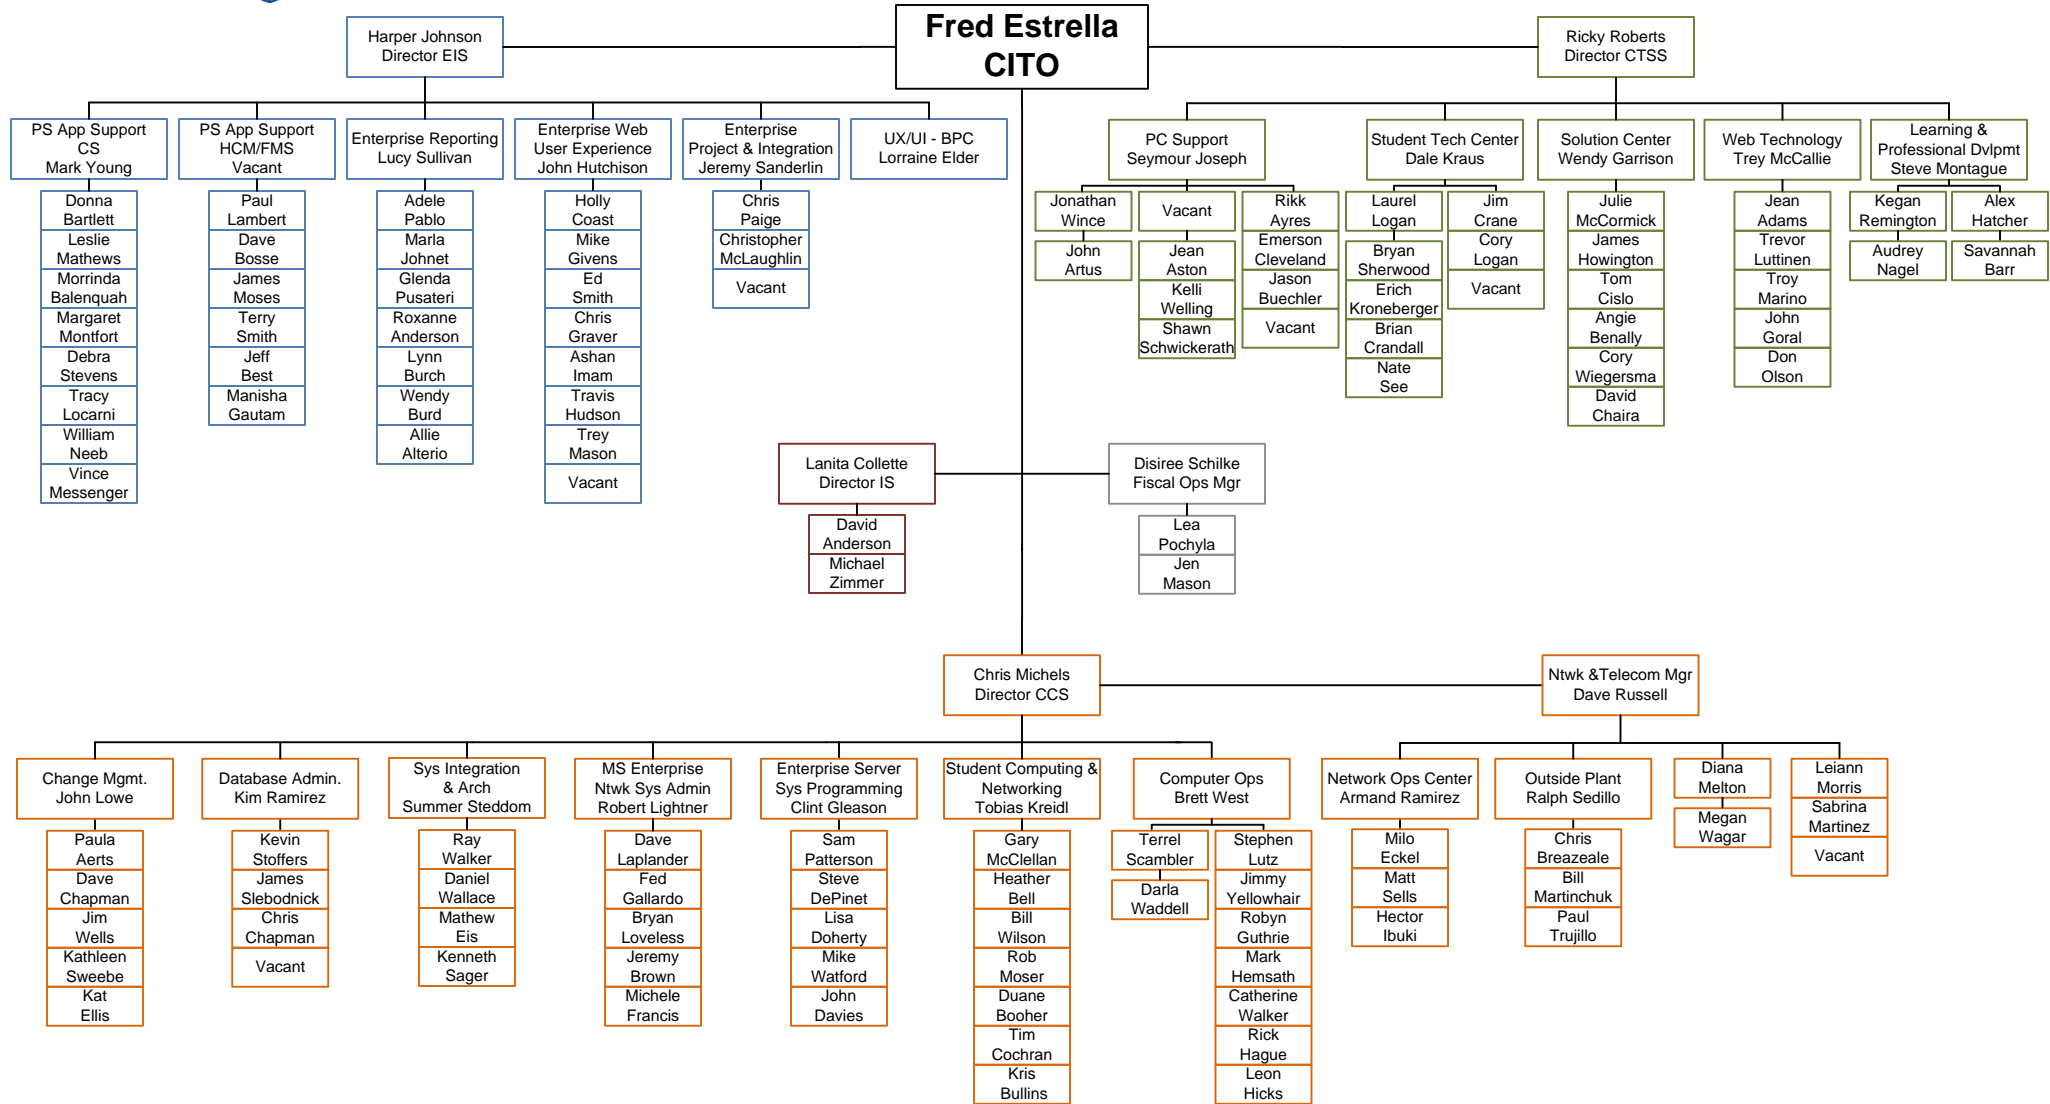 Fred Estrella
CITO
Harper Johnson
Director EIS
Ricky Roberts
Director CTSS
PS App Support
CS
Mark Young
Donna
Bartlett
Leslie
Mathews
Morrinda
Balenquah
Margaret
Montfort
Debra
Stevens
Tracy
Locarni
William
Neeb
Vince
Messenger
PS App Support
HCM/FMS
Vacant
Paul
Lambert
Dave
Bosse
James
Moses
Terry
Smith
Jeff
Best
Manisha
Gautam
Enterprise Reporting
Lucy Sullivan
Adele
Pablo
Marla
Johnet
Glenda
Pusateri
Roxanne
Anderson
Lynn
Burch
Wendy
Burd
Allie
Alterio
Enterprise Web
User Experience
John Hutchison
Holly
Coast
Mike
Givens
Ed
Smith
Chris
Graver
Ashan
Imam
Travis
Hudson
Trey
Mason
Vacant
Enterprise
Project & Integration
Jeremy Sanderlin
Chris
Paige
Christopher
McLaughlin
Vacant
UX/UI - BPC
Lorraine Elder
PC Support
Seymour Joseph
Jonathan
Wince
John
Artus
Vacant
Jean
Aston
Kelli
Welling
Shawn
Schwickerath
Rikk
Ayres
Emerson
Cleveland
Jason
Buechler
Vacant
Student Tech Center
Dale Kraus
Laurel
Logan
Bryan
Sherwood
Erich
Kroneberger
Brian
Crandall
Nate
See
Jim
Crane
Cory
Logan
Vacant
Solution Center
Wendy Garrison
Julie
McCormick
James
Howington
Tom
Cislo
Angie
Benally
Cory
Wiegersma
David
Chaira
Web Technology
Trey McCallie
Jean
Adams
Trevor
Luttinen
Troy
Marino
John
Goral
Don
Olson
Learning &
Professional Dvlpmt
Steve Montague
Kegan
Remington
Audrey
Nagel
Alex
Hatcher
Savannah
Barr
Lanita Collette
Director IS
David
Anderson
Michael
Zimmer
Disiree Schilke
Fiscal Ops Mgr
Lea
Pochyla
Jen
Mason
Chris Michels
Director CCS
Ntwk &Telecom Mgr
Dave Russell
Change Mgmt.
John Lowe
Paula
Aerts
Dave
Chapman
Jim
Wells
Kathleen
Sweebe
Kat
Ellis
Database Admin.
Kim Ramirez
Kevin
Stoffers
James
Slebodnick
Chris
Chapman
Vacant
Sys Integration
& Arch
Summer Steddom
Ray
Walker
Daniel
Wallace
Mathew
Eis
Kenneth
Sager
MS Enterprise
Ntwk Sys Admin
Robert Lightner
Dave
Laplander
Fed
Gallardo
Bryan
Loveless
Jeremy
Brown
Michele
Francis
Enterprise Server
Sys Programming
Clint Gleason
Sam
Patterson
Steve
DePinet
Lisa
Doherty
Mike
Watford
John
Davies
Student Computing &
Networking
Tobias Kreidl
Gary
McClellan
Heather
Bell
Bill
Wilson
Rob
Moser
Duane
Booher
Tim
Cochran
Kris
Bullins
Computer Ops
Brett West
Terrel
Scambler
Darla
Waddell
Stephen
Lutz
Jimmy
Yellowhair
Robyn
Guthrie
Mark
Hemsath
Catherine
Walker
Rick
Hague
Leon
Hicks
Network Ops Center
Armand Ramirez
Milo
Eckel
Matt
Sells
Hector
Ibuki
Outside Plant
Ralph Sedillo
Chris
Breazeale
Bill
Martinchuk
Paul
Trujillo
Diana
Melton
Megan
Wagar
Leiann
Morris
Sabrina
Martinez
Vacant